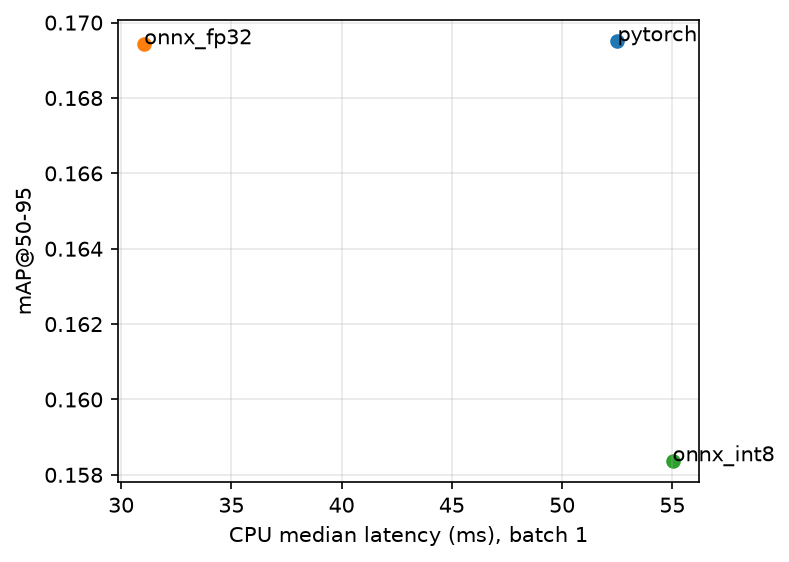 0.170
0.168
0.166
0.164
0.162
0.160
0.158
mAP@50-95
onnx_fp32
pytorch
onnx_int8
30 35 40 45 50 55
CPU median latency (ms), batch 1